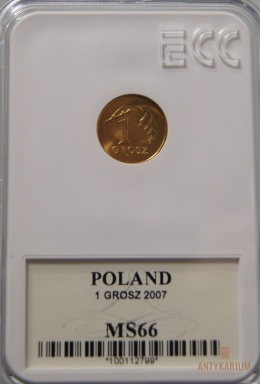 ECC
1
GROSZ
POLAND
1 GROSZ 2007
MS66
*100112799*
ANTYKARIUM